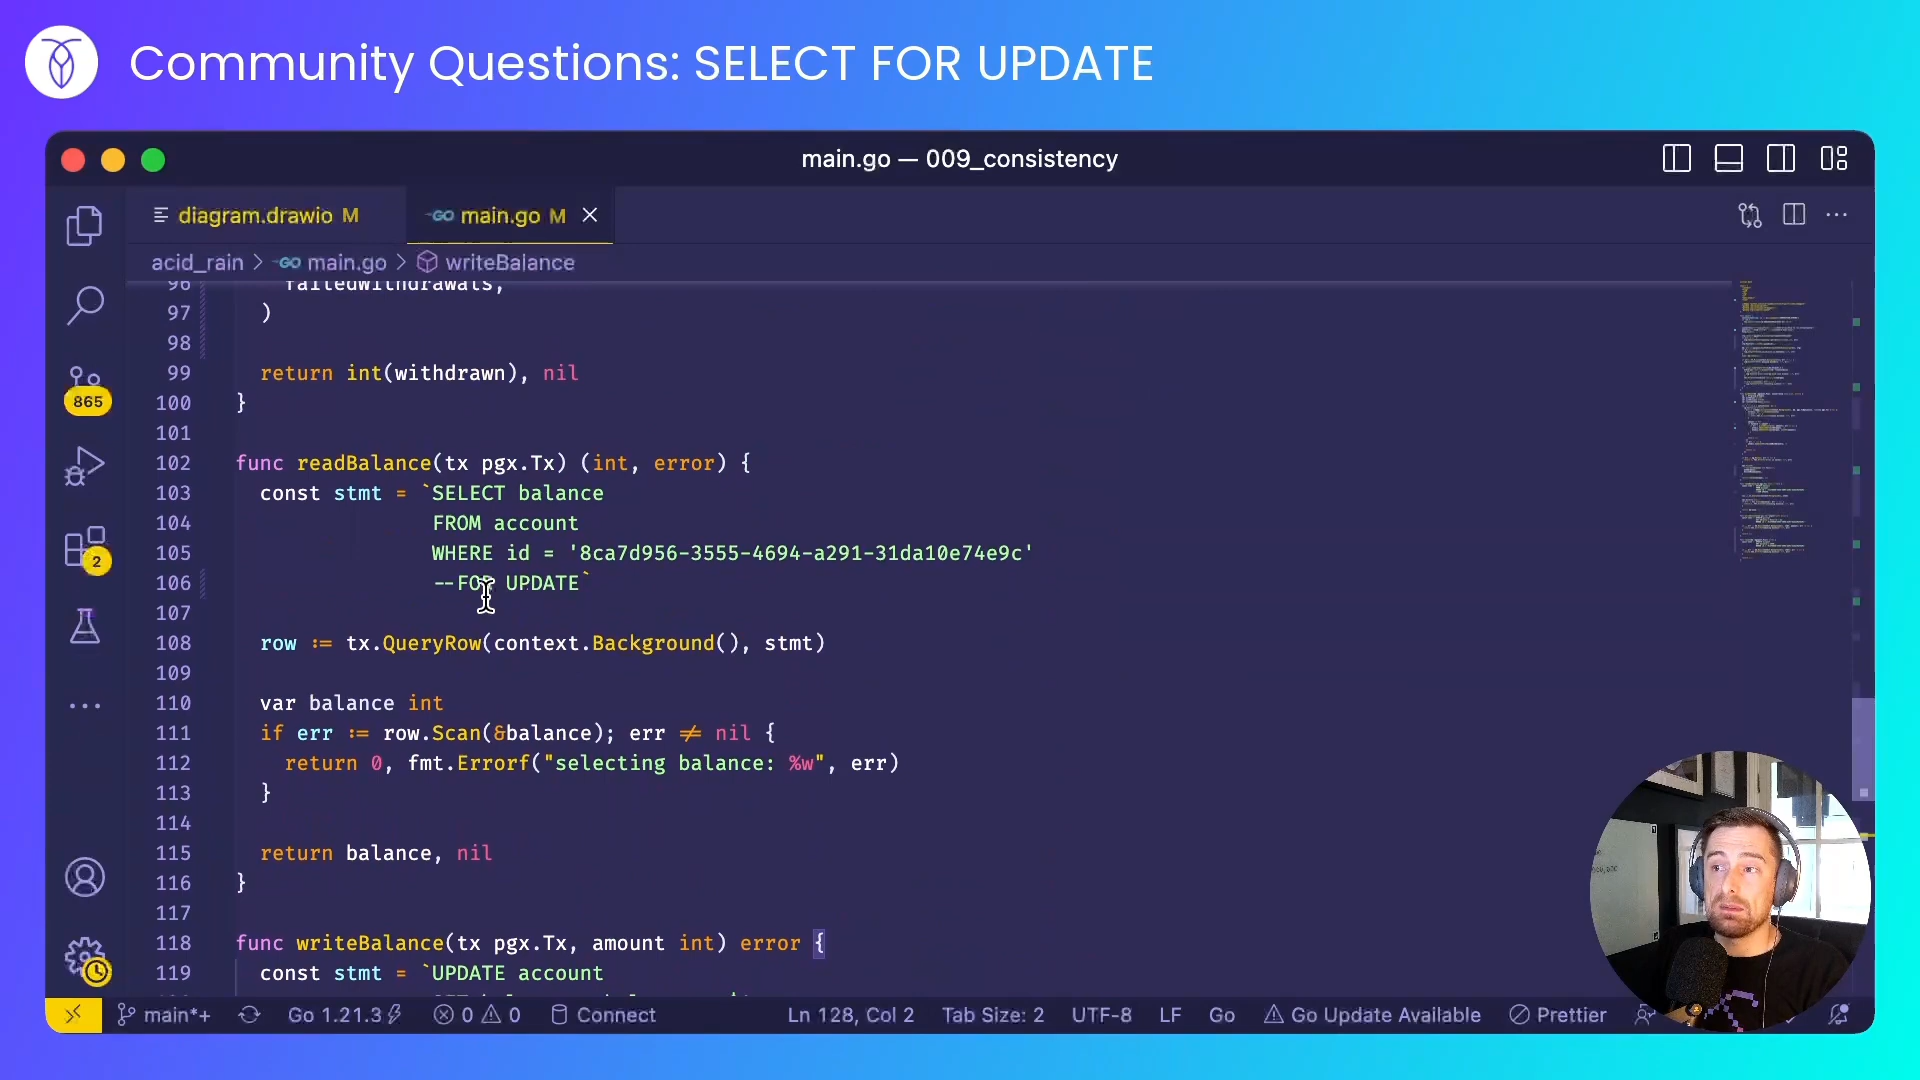 Community Questions: SELECT FOR UPDATE
main.go — 009_consistency
diagram.drawio M
main.go M
acid_rain > main.go > writeBalance
96 failedWithdrawals,
97 )
98
99 return int(withdrawn), nil
100 }
101
102 func readBalance(tx pgx.Tx) (int, error) {
103 const stmt = `SELECT balance
104 FROM account
105 WHERE id = '8ca7d956-3555-4694-a291-31da10e74e9c'
106 --FOR UPDATE`
107
108 row := tx.QueryRow(context.Background(), stmt)
109
110 var balance int
111 if err := row.Scan(&balance); err != nil {
112 return 0, fmt.Errorf("selecting balance: %w", err)
113 }
114
115 return balance, nil
116 }
117
118 func writeBalance(tx pgx.Tx, amount int) error {
119 const stmt = `UPDATE account
865
2
main*+ Go 1.21.3 0 0 Connect Ln 128, Col 2 Tab Size: 2 UTF-8 LF Go Go Update Available Prettier